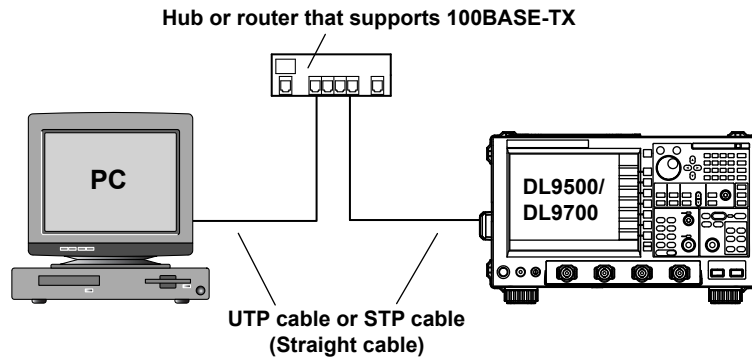 Hub or router that supports 100BASE-TX
PC
DL9500/
DL9700
UTP cable or STP cable
(Straight cable)